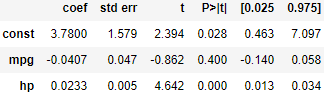 coef std err t P>|t| [0.025 0.975]
const 3.7800 1.579 2.394 0.028 0.463 7.097
mpg -0.0407 0.047 -0.862 0.400 -0.140 0.058
hp 0.0233 0.005 4.642 0.000 0.013 0.034